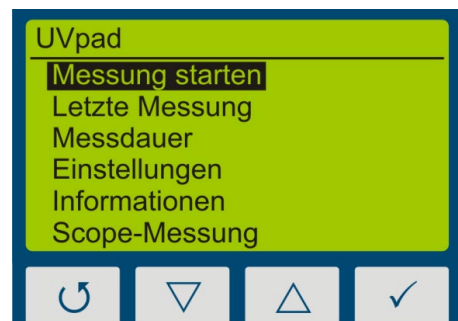 UVpad
Messung starten
Letzte Messung
Messdauer
Einstellungen
Informationen
Scope-Messung